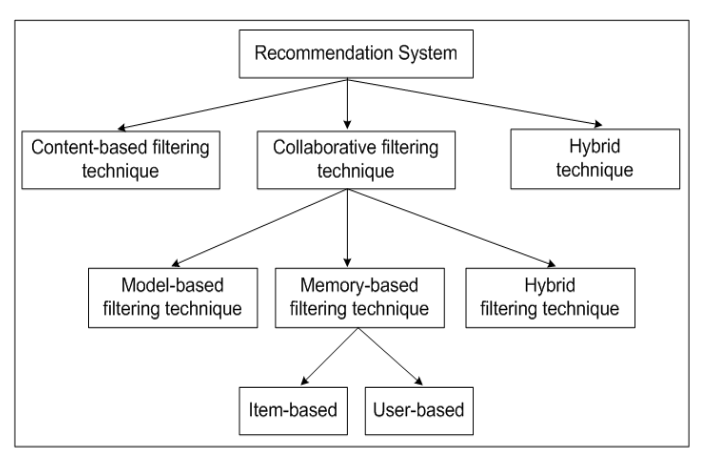 Recommendation System
Content-based filtering
technique
Collaborative filtering
technique
Hybrid
technique
Model-based
filtering technique
Memory-based
filtering technique
Hybrid
filtering technique
Item-based
User-based